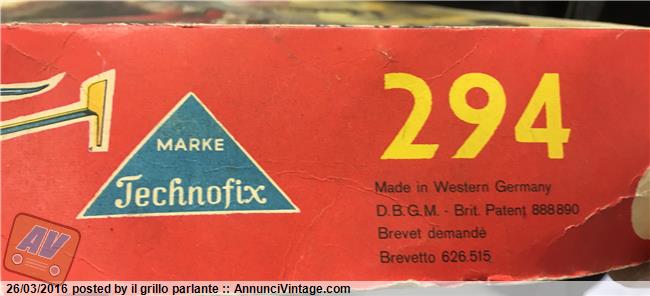 MARKE
Technofix
294
Made in Western Germany
D.B.G.M. - Brit. Patent 888890
Brevet demandé
Brevetto 626.515
AV
26/03/2016 posted by il grillo parlante :: AnnunciVintage.com